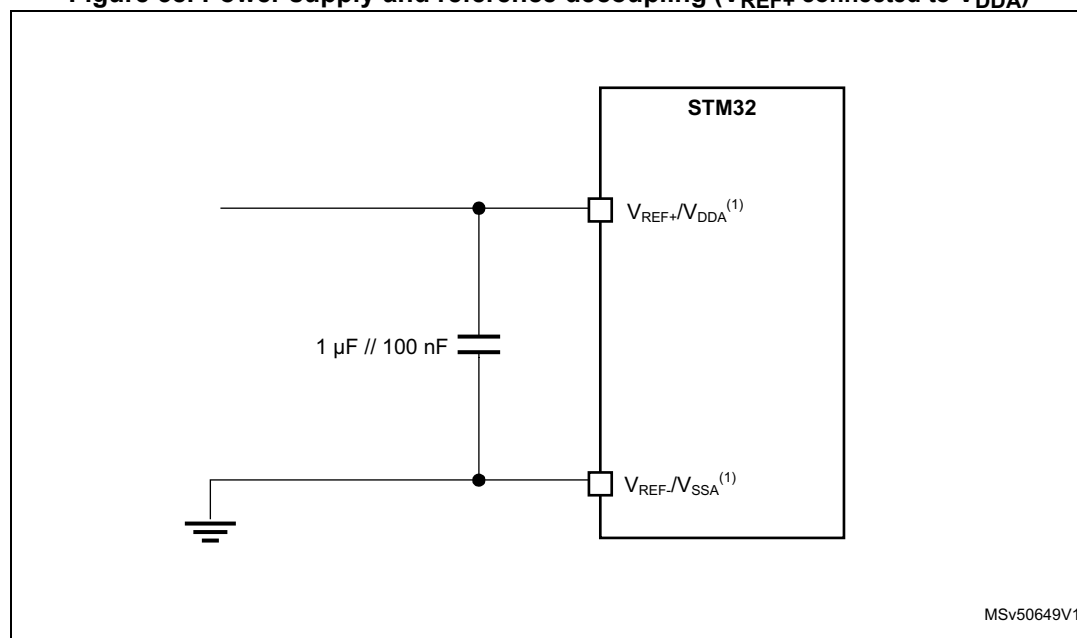 Figure Power supply and reference decoupling (VREF+ connected to VDDA)
STM32
VREF+/VDDA(1)
1 µF // 100 nF
VREF-/VSSA(1)
MSv50649V1